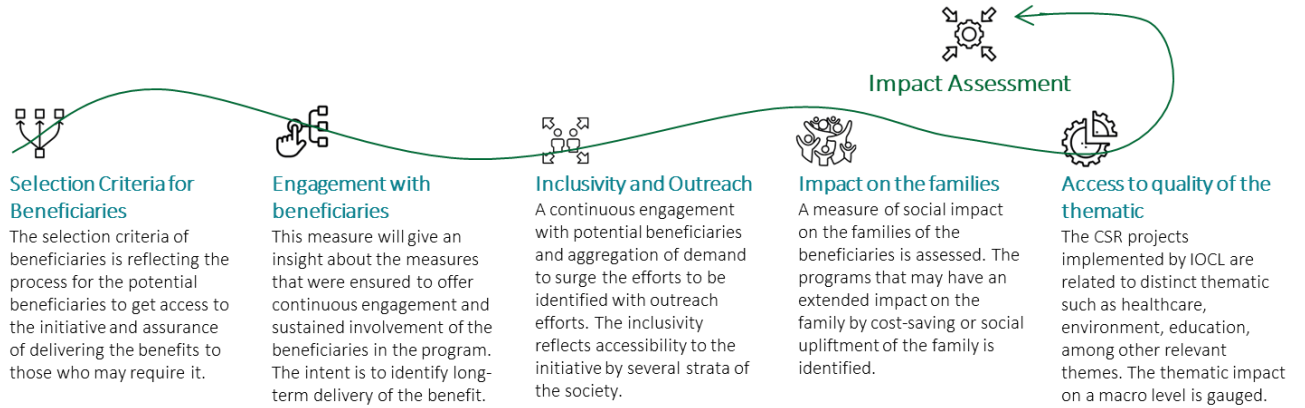 Impact Assessment
Selection Criteria for
Beneficiaries
The selection criteria of
beneficiaries is reflecting the
process for the potential
beneficiaries to get access to
the initiative and assurance
of delivering the benefits to
those who may require it.
Engagement with
beneficiaries
This measure will give an
insight about the measures
that were ensured to offer
continuous engagement and
sustained involvement of the
beneficiaries in the program.
The intent is to identify long-
term delivery of the benefit.
Inclusivity and Outreach
A continuous engagement
with potential beneficiaries
and aggregation of demand
to surge the efforts to be
identified with outreach
efforts. The inclusivity
reflects accessibility to the
initiative by several strata of
the society.
Impact on the families
A measure of social impact
on the families of the
beneficiaries is assessed. The
programs that may have an
extended impact on the
family by cost-saving or social
upliftment of the family is
identified.
Access to quality of the
thematic
The CSR projects
implemented by IOCL are
related to distinct thematic
such as healthcare,
environment, education,
among other relevant
themes. The thematic impact
on a macro level is gauged.